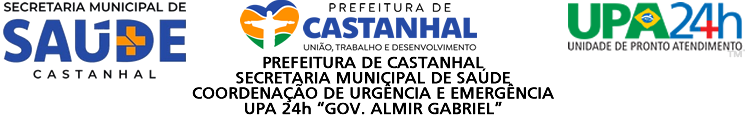 SECRETARIA MUNICIPAL DE
SAÚDE
CASTANHAL
PREFEITURA DE
CASTANHAL
UNIÃO, TRABALHO E DESENVOLVIMENTO
UPA24h
UNIDADE DE PRONTO ATENDIMENTO
TM
PREFEITURA DE CASTANHAL
SECRETARIA MUNICIPAL DE SAÚDE
COORDENAÇÃO DE URGÊNCIA E EMERGÊNCIA
UPA 24h “GOV. ALMIR GABRIEL”